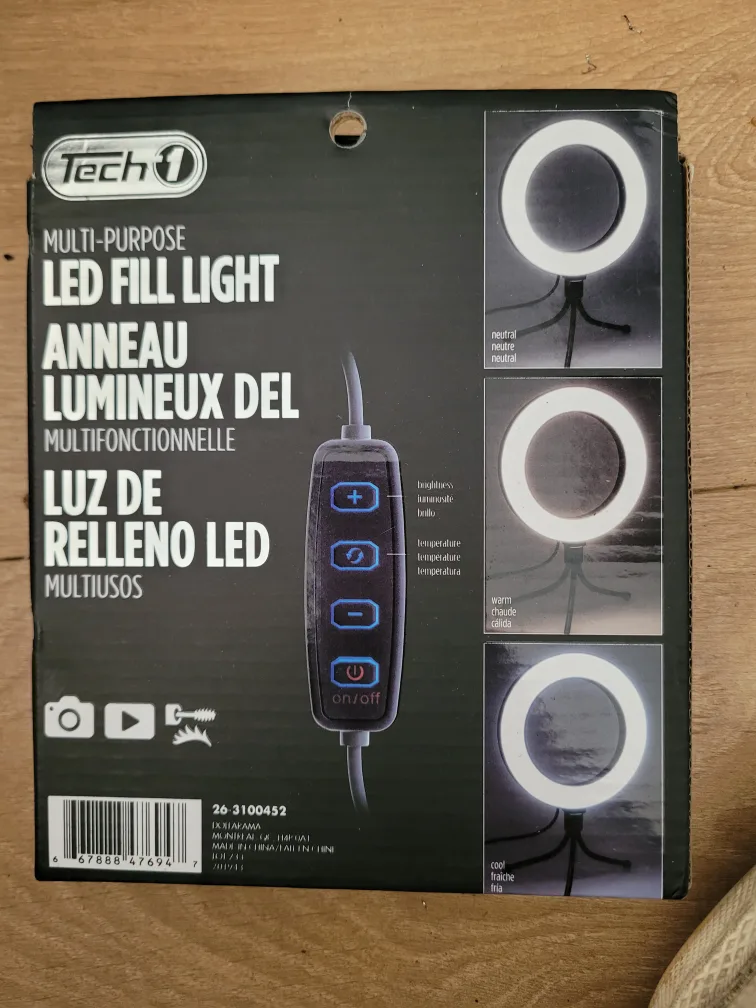 Tech 1
MULTI-PURPOSE
LED FILL LIGHT
ANNEAU
LUMINEUX DEL
MULTIFONCTIONNELLE
LUZ DE
RELLENO LED
MULTIUSOS
brightness
luminosité
brillo
temperature
température
temperatura
on/off
neutral
neutre
neutral
warm
chaude
cálida
cool
fraîche
fría
6 67888 47694 7
26-3100452
DOLLARAMA
MONTREAL, QC
MADE IN CHINA/FAIT EN CHINE